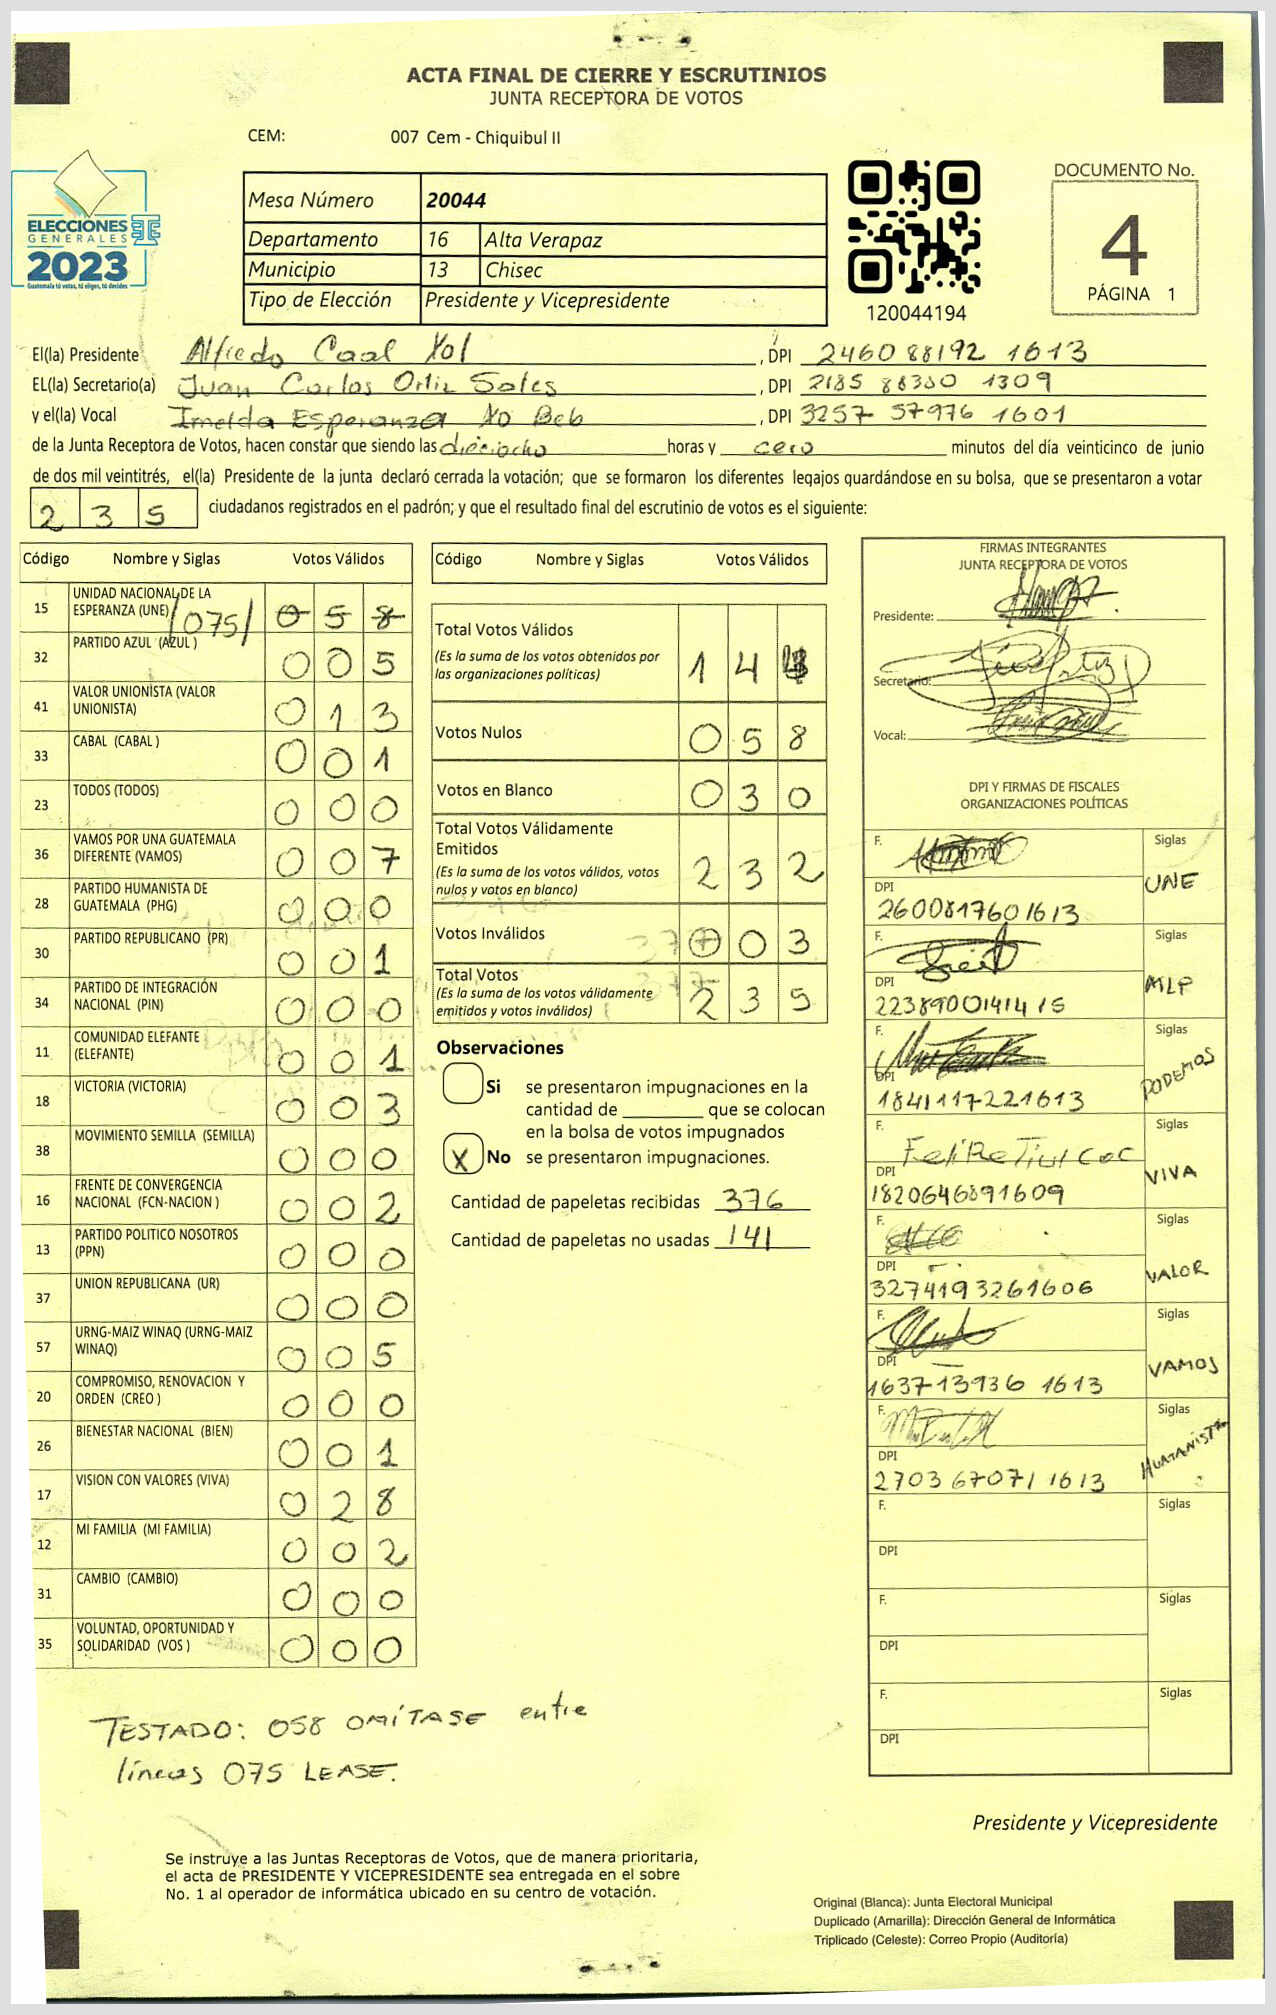 ACTA FINAL DE CIERRE Y ESCRUTINIOS
JUNTA RECEPTORA DE VOTOS
CEM: 007 Cem - Chiquibul II
ELECCIONES
GENERALES
2023
Guatemala tú votas, tú eliges, tú decides
Mesa Número 20044
Departamento 16 Alta Verapaz
Municipio 13 Chisec
Tipo de Elección Presidente y Vicepresidente
120044194
DOCUMENTO No.
4
PÁGINA 1
El(la) Presidente Alfredo Caal Xol , DPI 2460 88192 1613
EL(la) Secretario(a) Juan Carlos Ortiz Sales , DPI 2185 88380 1309
y el(la) Vocal Imelda Esperanza Xo Beb , DPI 3257 57976 1601
de la Junta Receptora de Votos, hacen constar que siendo las dieciocho horas y cero minutos del día veinticinco de junio
de dos mil veintitrés, el(la) Presidente de la junta declaró cerrada la votación; que se formaron los diferentes legajos guardándose en su bolsa, que se presentaron a votar
2 3 5 ciudadanos registrados en el padrón; y que el resultado final del escrutinio de votos es el siguiente:
Código Nombre y Siglas Votos Válidos
15 UNIDAD NACIONAL DE LA
ESPERANZA (UNE) /075/ 0 5 8
32 PARTIDO AZUL (AZUL ) 0 0 5
41 VALOR UNIONISTA (VALOR
UNIONISTA) 0 1 3
33 CABAL (CABAL ) 0 0 1
23 TODOS (TODOS) 0 0 0
36 VAMOS POR UNA GUATEMALA
DIFERENTE (VAMOS) 0 0 7
28 PARTIDO HUMANISTA DE
GUATEMALA (PHG) 0 0 0
30 PARTIDO REPUBLICANO (PR) 0 0 1
34 PARTIDO DE INTEGRACIÓN
NACIONAL (PIN) 0 0 0
11 COMUNIDAD ELEFANTE
(ELEFANTE) 0 0 1
18 VICTORIA (VICTORIA) 0 0 3
38 MOVIMIENTO SEMILLA (SEMILLA) 0 0 0
16 FRENTE DE CONVERGENCIA
NACIONAL (FCN-NACION ) 0 0 2
13 PARTIDO POLITICO NOSOTROS
(PPN) 0 0 0
37 UNION REPUBLICANA (UR) 0 0 0
57 URNG-MAIZ WINAQ (URNG-MAIZ
WINAQ) 0 0 5
20 COMPROMISO, RENOVACION Y
ORDEN (CREO ) 0 0 0
26 BIENESTAR NACIONAL (BIEN) 0 0 1
17 VISION CON VALORES (VIVA) 0 2 8
12 MI FAMILIA (MI FAMILIA) 0 0 2
31 CAMBIO (CAMBIO) 0 0 0
35 VOLUNTAD, OPORTUNIDAD Y
SOLIDARIDAD (VOS ) 0 0 0
TESTADO: 058 OMÍTASE entre
líneas 075 LEASE.
Código Nombre y Siglas Votos Válidos
Total Votos Válidos
(Es la suma de los votos obtenidos por
las organizaciones políticas) 1 4 4
Votos Nulos 0 5 8
Votos en Blanco 0 3 0
Total Votos Válidamente
Emitidos
(Es la suma de los votos válidos, votos
nulos y votos en blanco) 2 3 2
Votos Inválidos 0 0 3
Total Votos
(Es la suma de los votos válidamente
emitidos y votos inválidos) 2 3 5
Observaciones
Si se presentaron impugnaciones en la
cantidad de ________ que se colocan
en la bolsa de votos impugnados
X No se presentaron impugnaciones.
Cantidad de papeletas recibidas 376
Cantidad de papeletas no usadas 141
FIRMAS INTEGRANTES
JUNTA RECEPTORA DE VOTOS
Presidente:
Secretario:
Vocal:
DPI Y FIRMAS DE FISCALES
ORGANIZACIONES POLÍTICAS
F. Siglas
DPI UNE
2600817601613
F. Siglas
DPI MLP
2238900141415
F. Siglas
DPI PODEMOS
1841117221613
F. Felipe Tiul Coc Siglas
DPI VIVA
1820646891609
F. Siglas
DPI VALOR
3274193261606
F. Siglas
DPI VAMOS
1637 13936 1613
F. Siglas
DPI HUMANISTA
2703 67071 1613
F. Siglas
DPI
F. Siglas
DPI
F. Siglas
DPI
Presidente y Vicepresidente
Se instruye a las Juntas Receptoras de Votos, que de manera prioritaria,
el acta de PRESIDENTE Y VICEPRESIDENTE sea entregada en el sobre
No. 1 al operador de informática ubicado en su centro de votación.
Original (Blanca): Junta Electoral Municipal
Duplicado (Amarilla): Dirección General de Informática
Triplicado (Celeste): Correo Propio (Auditoría)